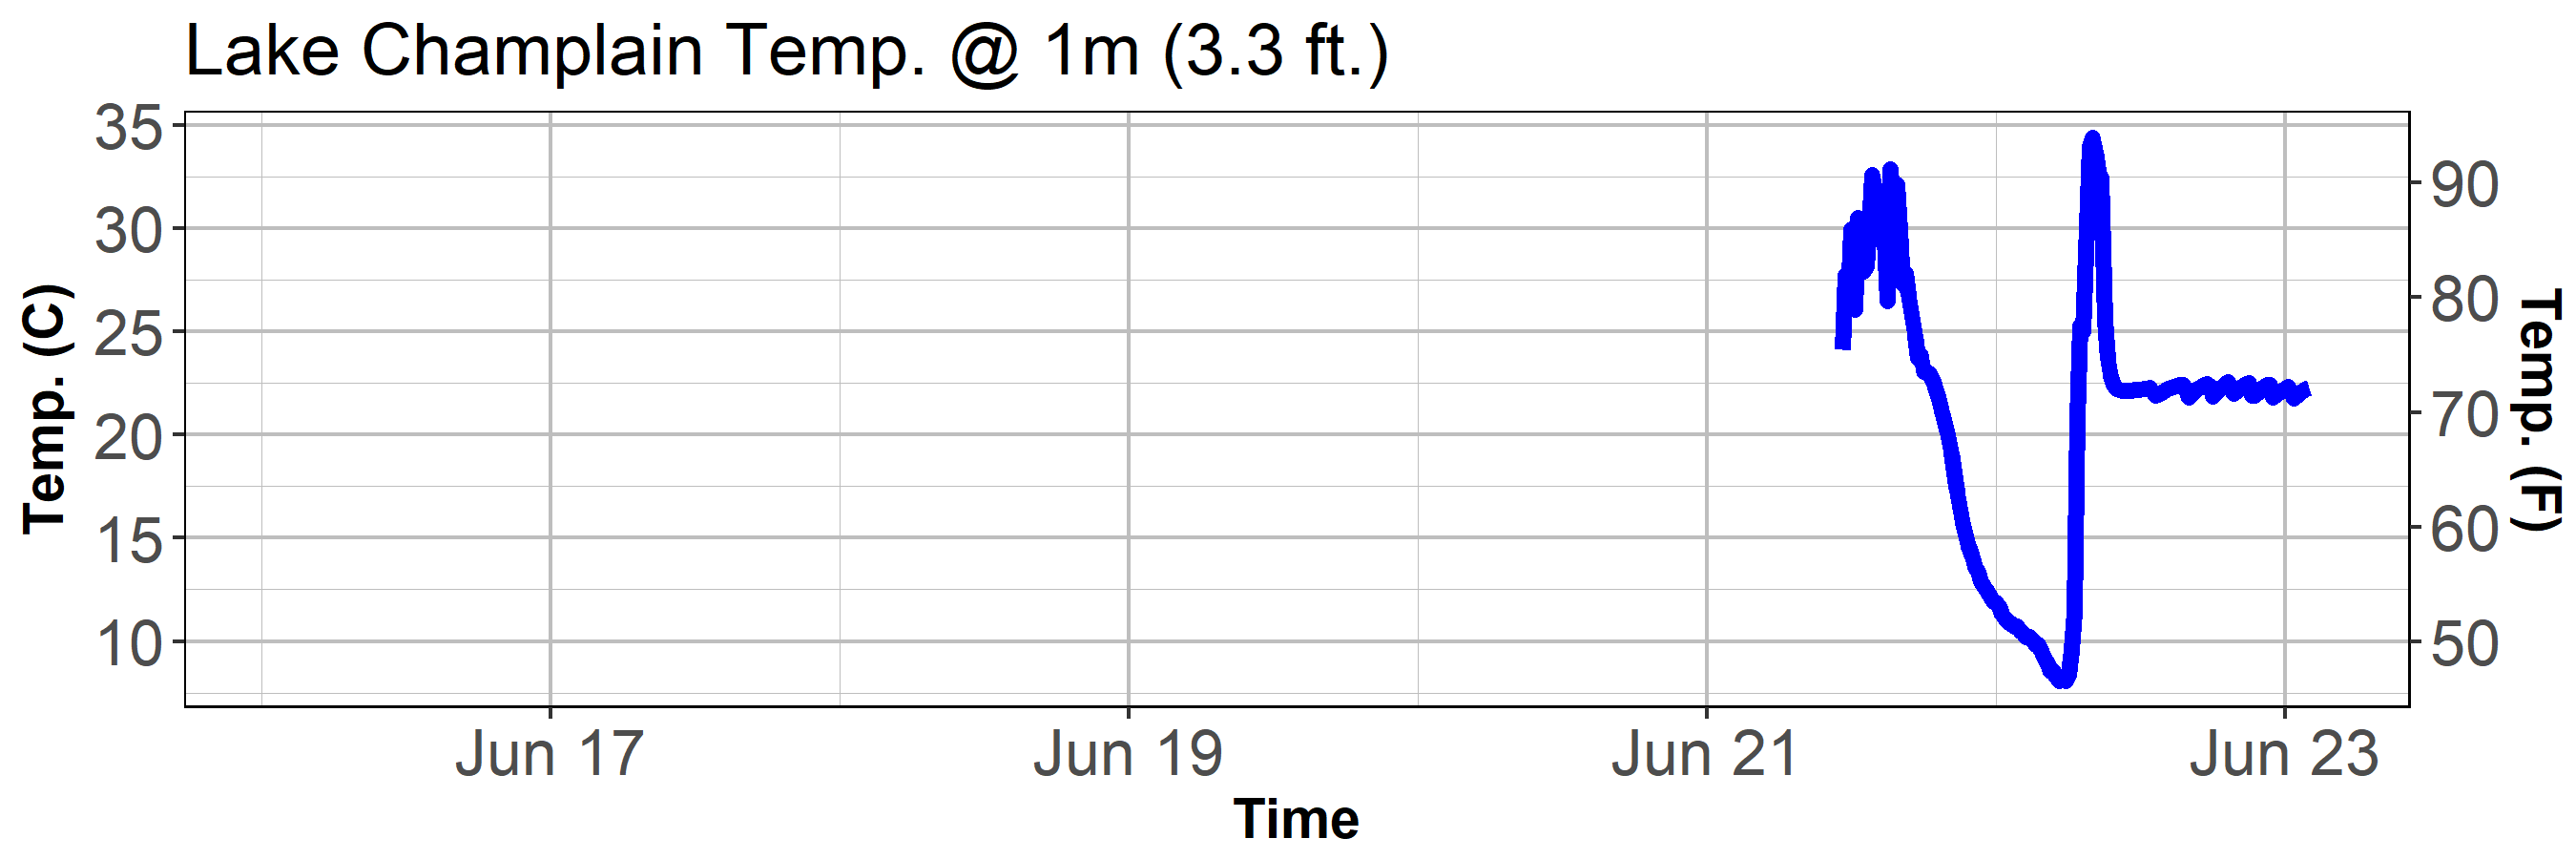 Lake Champlain Temp. @ 1m (3.3 ft.)
35
30
25
20
15
10
Temp. (C)
90
80
70
60
50
Temp. (F)
Jun 17
Jun 19
Jun 21
Jun 23
Time